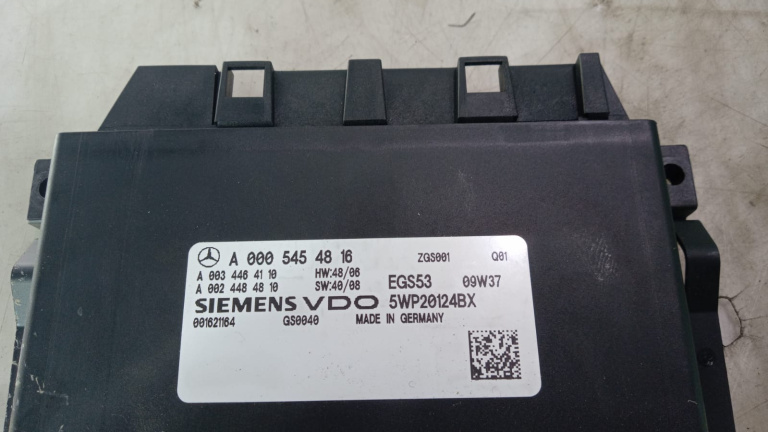 A 000 545 48 16 ZGS001 Q01
A 003 446 41 10 HW:48/06
A 002 448 48 10 SW:40/08 EGS53 09W37
SIEMENS VDO 5WP20124BX
001621164 GS0040 MADE IN GERMANY